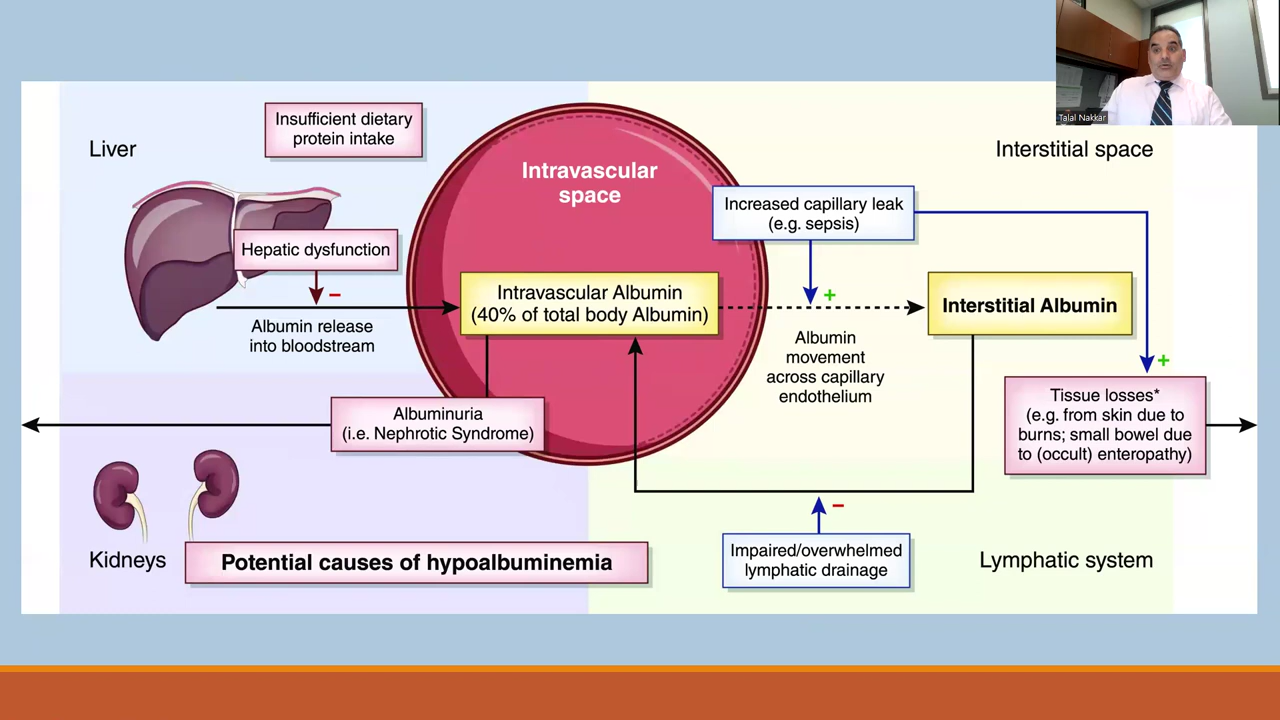 Talal Nakkar
Liver
Insufficient dietary
protein intake
Intravascular
space
Interstitial space
Increased capillary leak
(e.g. sepsis)
Hepatic dysfunction
−
+
Albumin release
into bloodstream
Intravascular Albumin
(40% of total body Albumin)
Interstitial Albumin
Albumin
movement
across capillary
endothelium
+
Albuminuria
(i.e. Nephrotic Syndrome)
Tissue losses*
(e.g. from skin due to
burns; small bowel due
to (occult) enteropathy)
−
Kidneys
Potential causes of hypoalbuminemia
Impaired/overwhelmed
lymphatic drainage
Lymphatic system